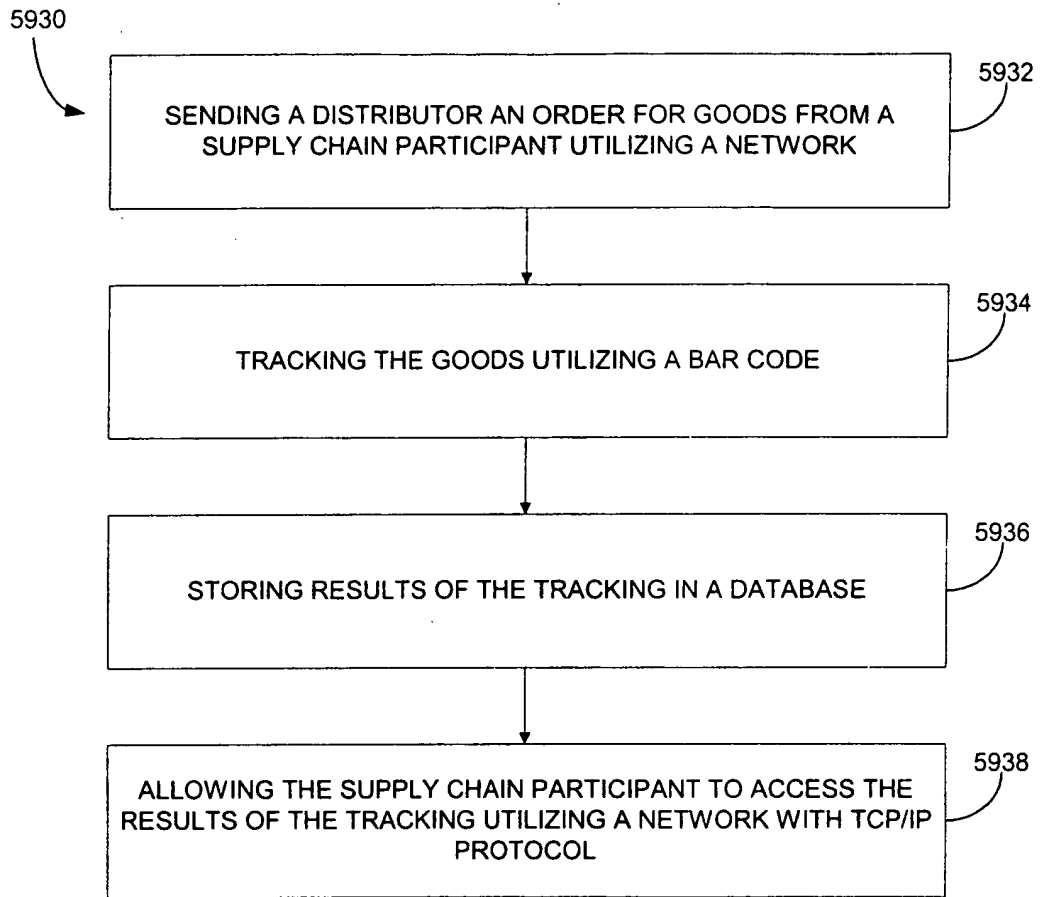 5930
5932
SENDING A DISTRIBUTOR AN ORDER FOR GOODS FROM A
SUPPLY CHAIN PARTICIPANT UTILIZING A NETWORK
5934
TRACKING THE GOODS UTILIZING A BAR CODE
5936
STORING RESULTS OF THE TRACKING IN A DATABASE
5938
ALLOWING THE SUPPLY CHAIN PARTICIPANT TO ACCESS THE
RESULTS OF THE TRACKING UTILIZING A NETWORK WITH TCP/IP
PROTOCOL